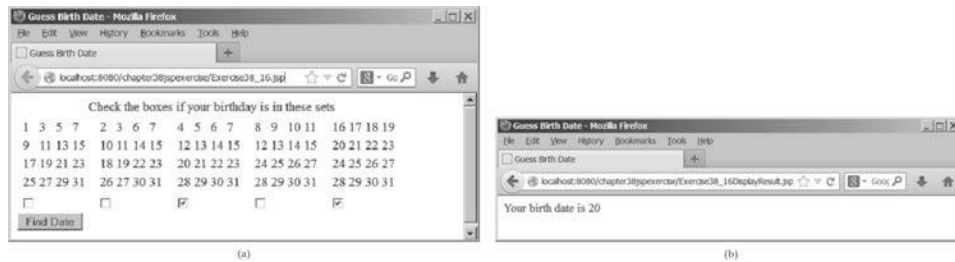 Guess Birth Date - Mozilla Firefox
File Edit View History Bookmarks Tools Help
Guess Birth Date
localhost:8080/chapter38jspexercise/Exercise38_16.jsp
Check the boxes if your birthday is in these sets
1 3 5 7 2 3 6 7 4 5 6 7 8 9 10 11 16 17 18 19
9 11 13 15 10 11 14 15 12 13 14 15 12 13 14 15 20 21 22 23
17 19 21 23 18 19 22 23 20 21 22 23 24 25 26 27 24 25 26 27
25 27 29 31 26 27 30 31 28 29 30 31 28 29 30 31 28 29 30 31
Find Date
(a)
Guess Birth Date - Mozilla Firefox
File Edit View History Bookmarks Tools Help
Guess Birth Date
localhost:8080/chapter38jspexercise/Exercise38_16DisplayResult.jsp
Your birth date is 20
(b)